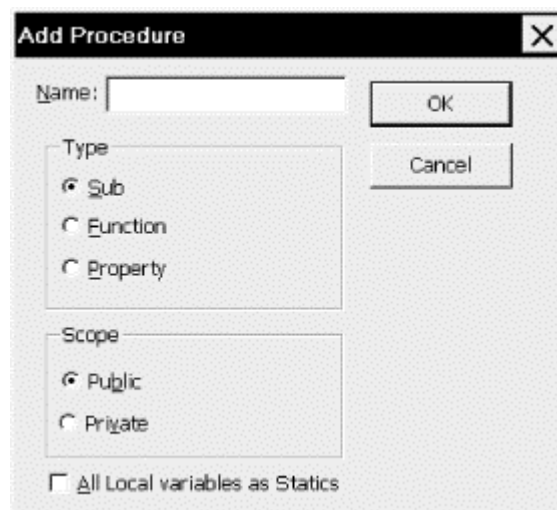 Add Procedure
Name:
OK
Cancel
Type
Sub
Function
Property
Scope
Public
Private
All Local variables as Statics